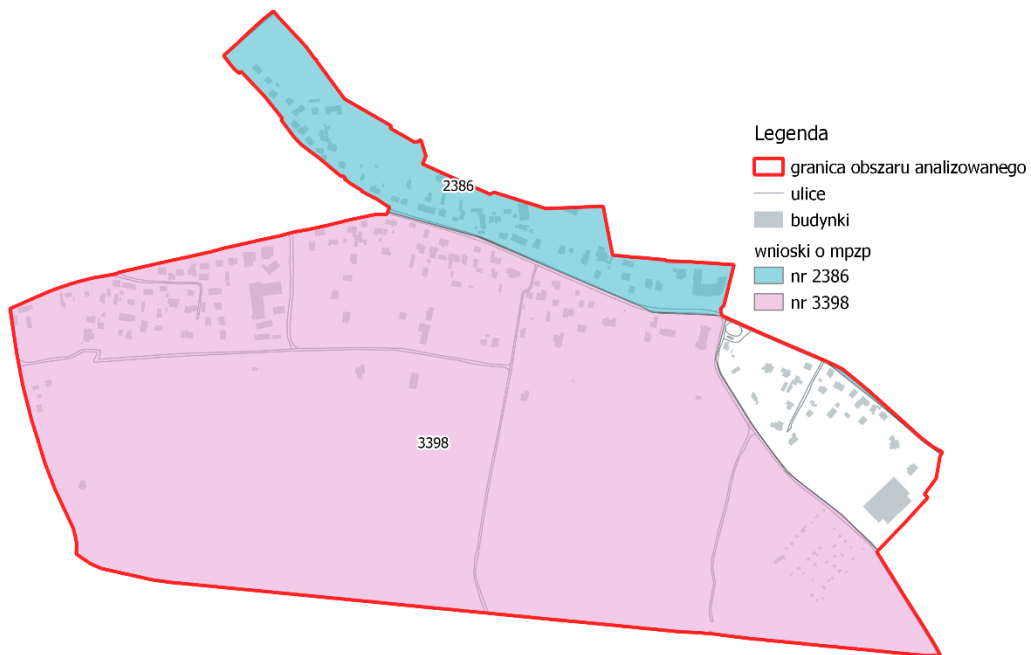 2386
3398
Legenda
granica obszaru analizowanego
ulice
budynki
wnioski o mpzp
nr 2386
nr 3398